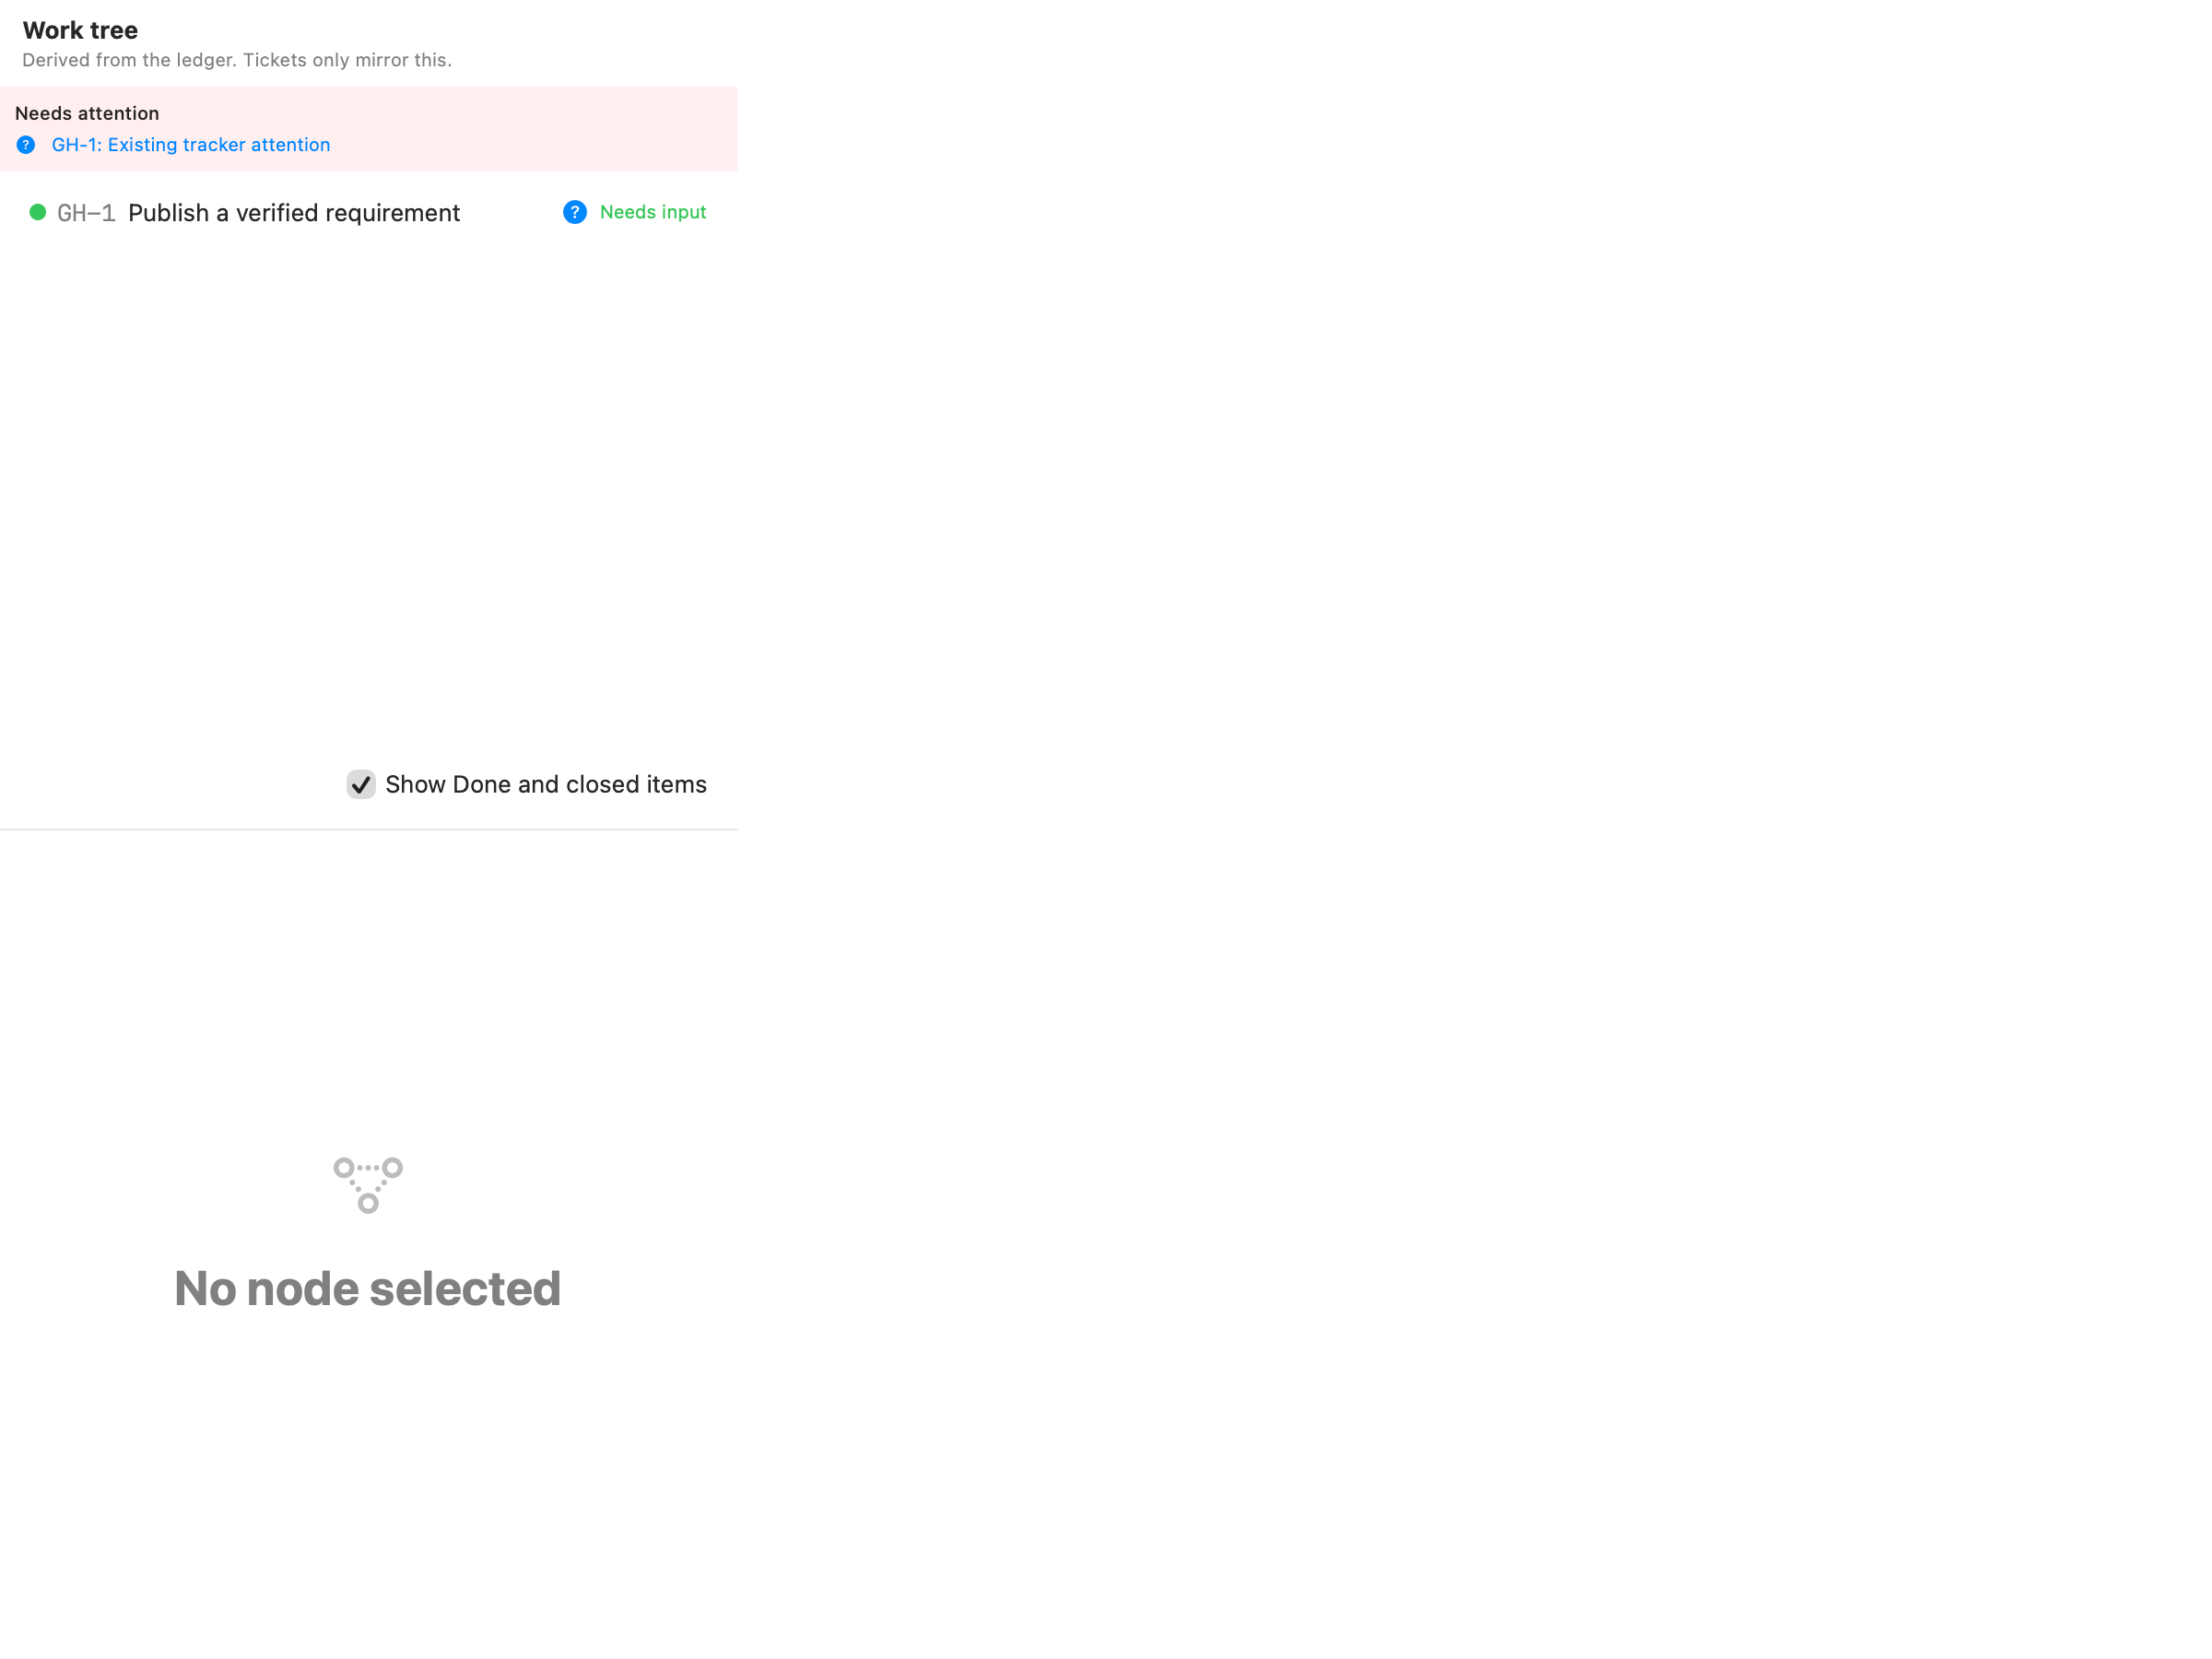 Work tree
Derived from the ledger. Tickets only mirror this.
Needs attention
? GH-1: Existing tracker attention
GH-1 Publish a verified requirement ? Needs input
Show Done and closed items
No node selected